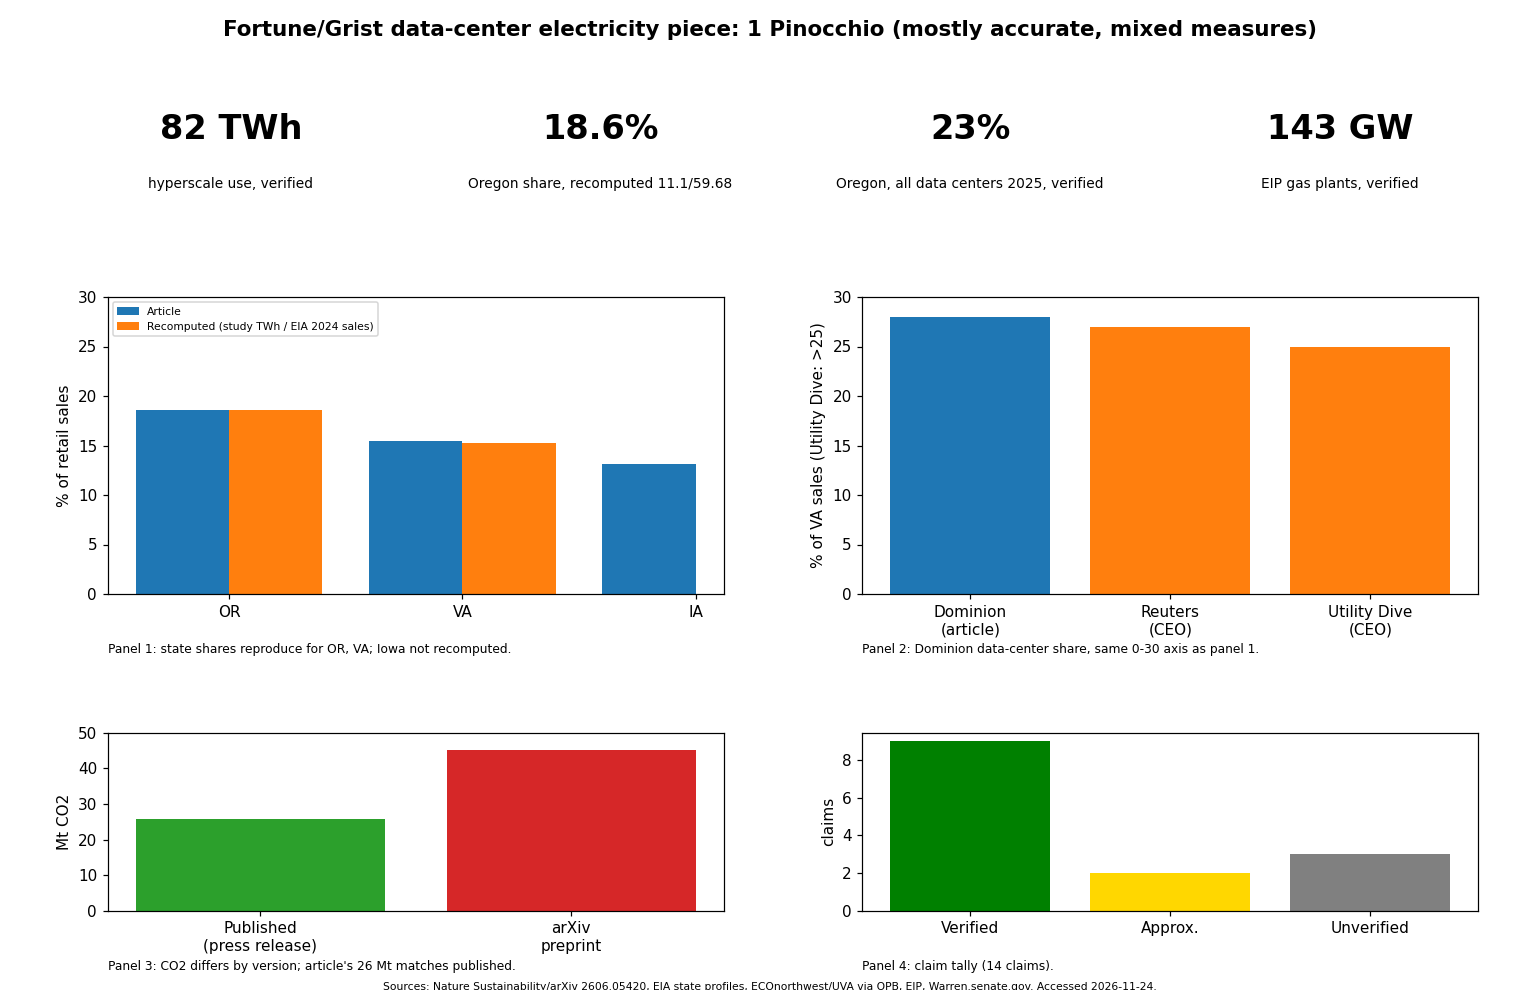 Fortune/Grist data-center electricity piece: 1 Pinocchio (mostly accurate, mixed measures)
82 TWh
18.6%
23%
143 GW
hyperscale use, verified
Oregon share, recomputed 11.1/59.68
Oregon, all data centers 2025, verified
EIP gas plants, verified
30
25
20
15
10
5
0
% of retail sales
Article
Recomputed (study TWh / EIA 2024 sales)
OR
VA
IA
Panel 1: state shares reproduce for OR, VA; Iowa not recomputed.
30
25
20
15
10
5
0
% of VA sales (Utility Dive: >25)
Dominion
(article)
Reuters
(CEO)
Utility Dive
(CEO)
Panel 2: Dominion data-center share, same 0-30 axis as panel 1.
50
40
30
20
10
0
Mt CO2
Published
(press release)
arXiv
preprint
Panel 3: CO2 differs by version; article's 26 Mt matches published.
8
6
4
2
0
claims
Verified
Approx.
Unverified
Panel 4: claim tally (14 claims).
Sources: Nature Sustainability/arXiv 2606.05420, EIA state profiles, ECOnorthwest/UVA via OPB, EIP, Warren.senate.gov. Accessed 2026-11-24.